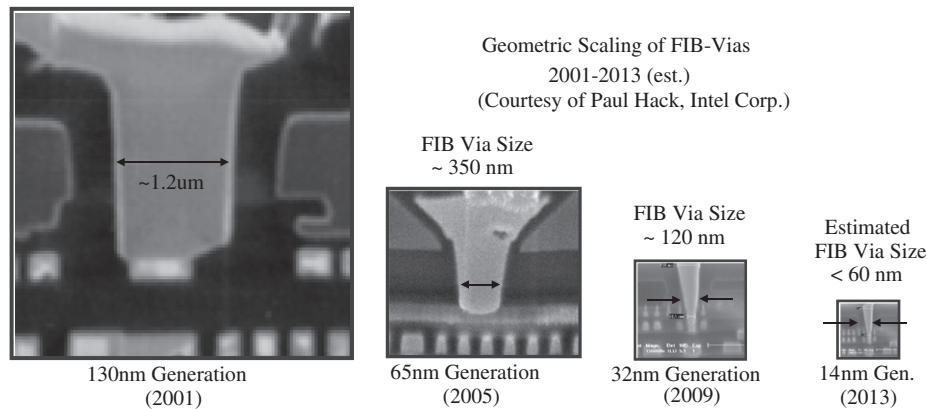 Geometric Scaling of FIB-Vias
2001-2013 (est.)
(Courtesy of Paul Hack, Intel Corp.)
~1.2um
130nm Generation
(2001)
FIB Via Size
~ 350 nm
65nm Generation
(2005)
FIB Via Size
~ 120 nm
32nm Generation
(2009)
Estimated
FIB Via Size
< 60 nm
14nm Gen.
(2013)